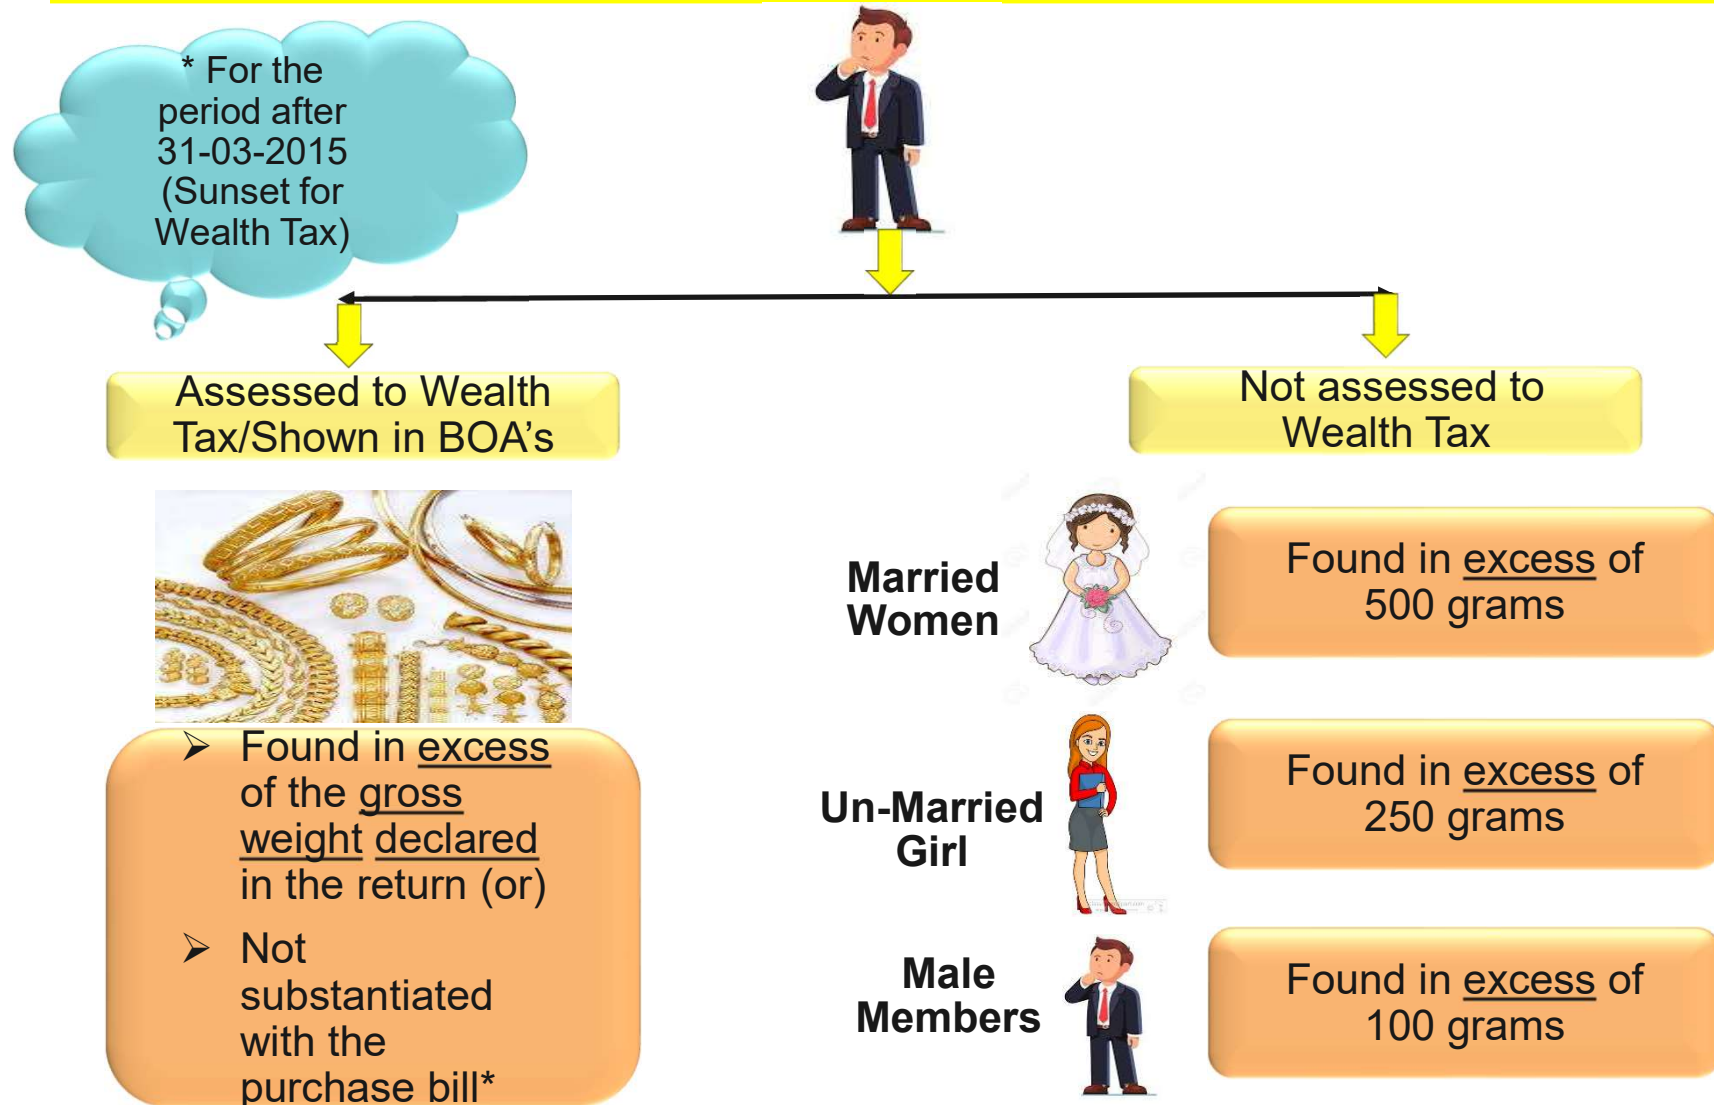 * For the
period after
31-03-2015
(Sunset for
Wealth Tax)
Assessed to Wealth
Tax/Shown in BOA’s
Not assessed to
Wealth Tax
➢ Found in excess
of the gross
weight declared
in the return (or)
➢ Not
substantiated
with the
purchase bill*
Married
Women
Found in excess of
500 grams
Un-Married
Girl
Found in excess of
250 grams
Male
Members
Found in excess of
100 grams